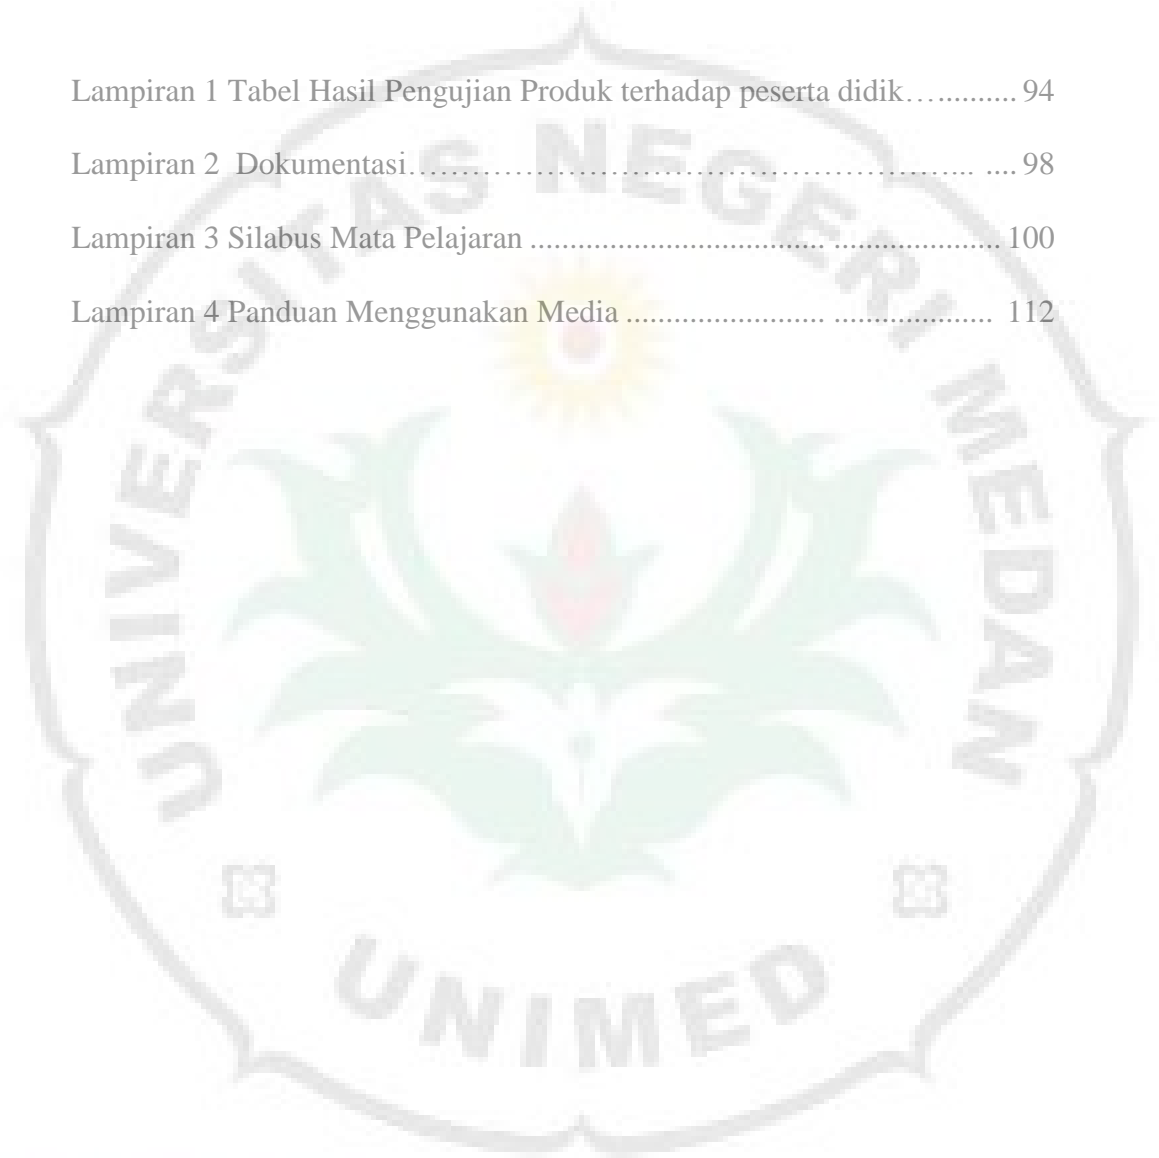 Lampiran 1 Tabel Hasil Pengujian Produk terhadap peserta didik….......... 94
Lampiran 2  Dokumentasi………………………………………………... .... 98
Lampiran 3 Silabus Mata Pelajaran ..................................... ..................... 100
Lampiran 4 Panduan Menggunakan Media ......................... .................... 112
UNIVERSITAS NEGERI MEDAN
UNIMED